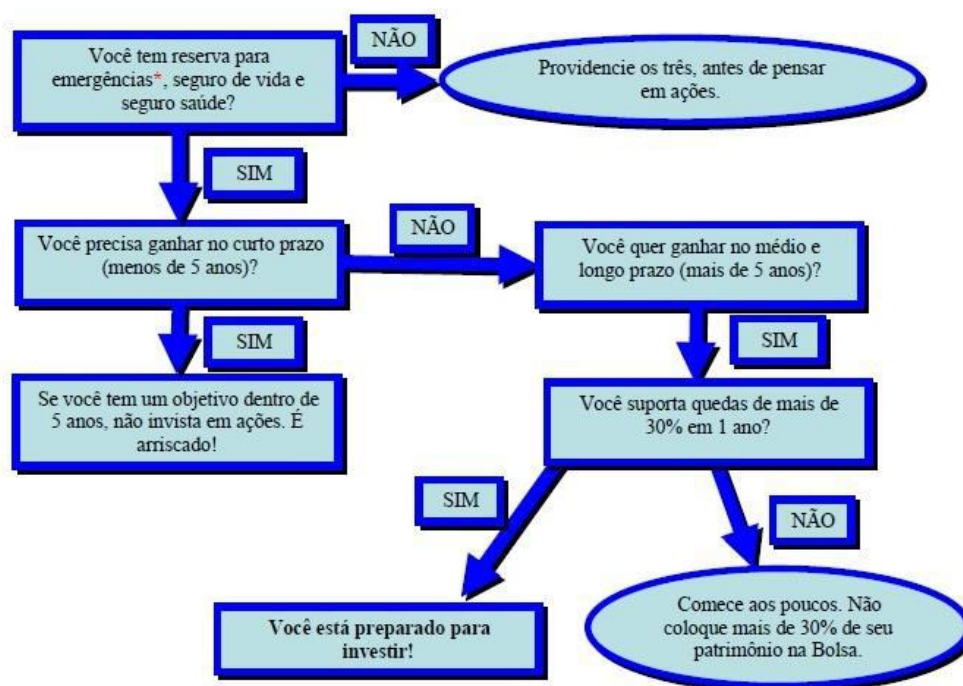 Você tem reserva para
emergências*, seguro de vida e
seguro saúde?
NÃO
Providencie os três, antes de pensar
em ações.
SIM
Você precisa ganhar no curto prazo
(menos de 5 anos)?
NÃO
Você quer ganhar no médio e
longo prazo (mais de 5 anos)?
SIM
SIM
Se você tem um objetivo dentro de
5 anos, não invista em ações. É
arriscado!
Você suporta quedas de mais de
30% em 1 ano?
SIM
NÃO
Você está preparado para
investir!
Comece aos poucos. Não
coloque mais de 30% de seu
patrimônio na Bolsa.